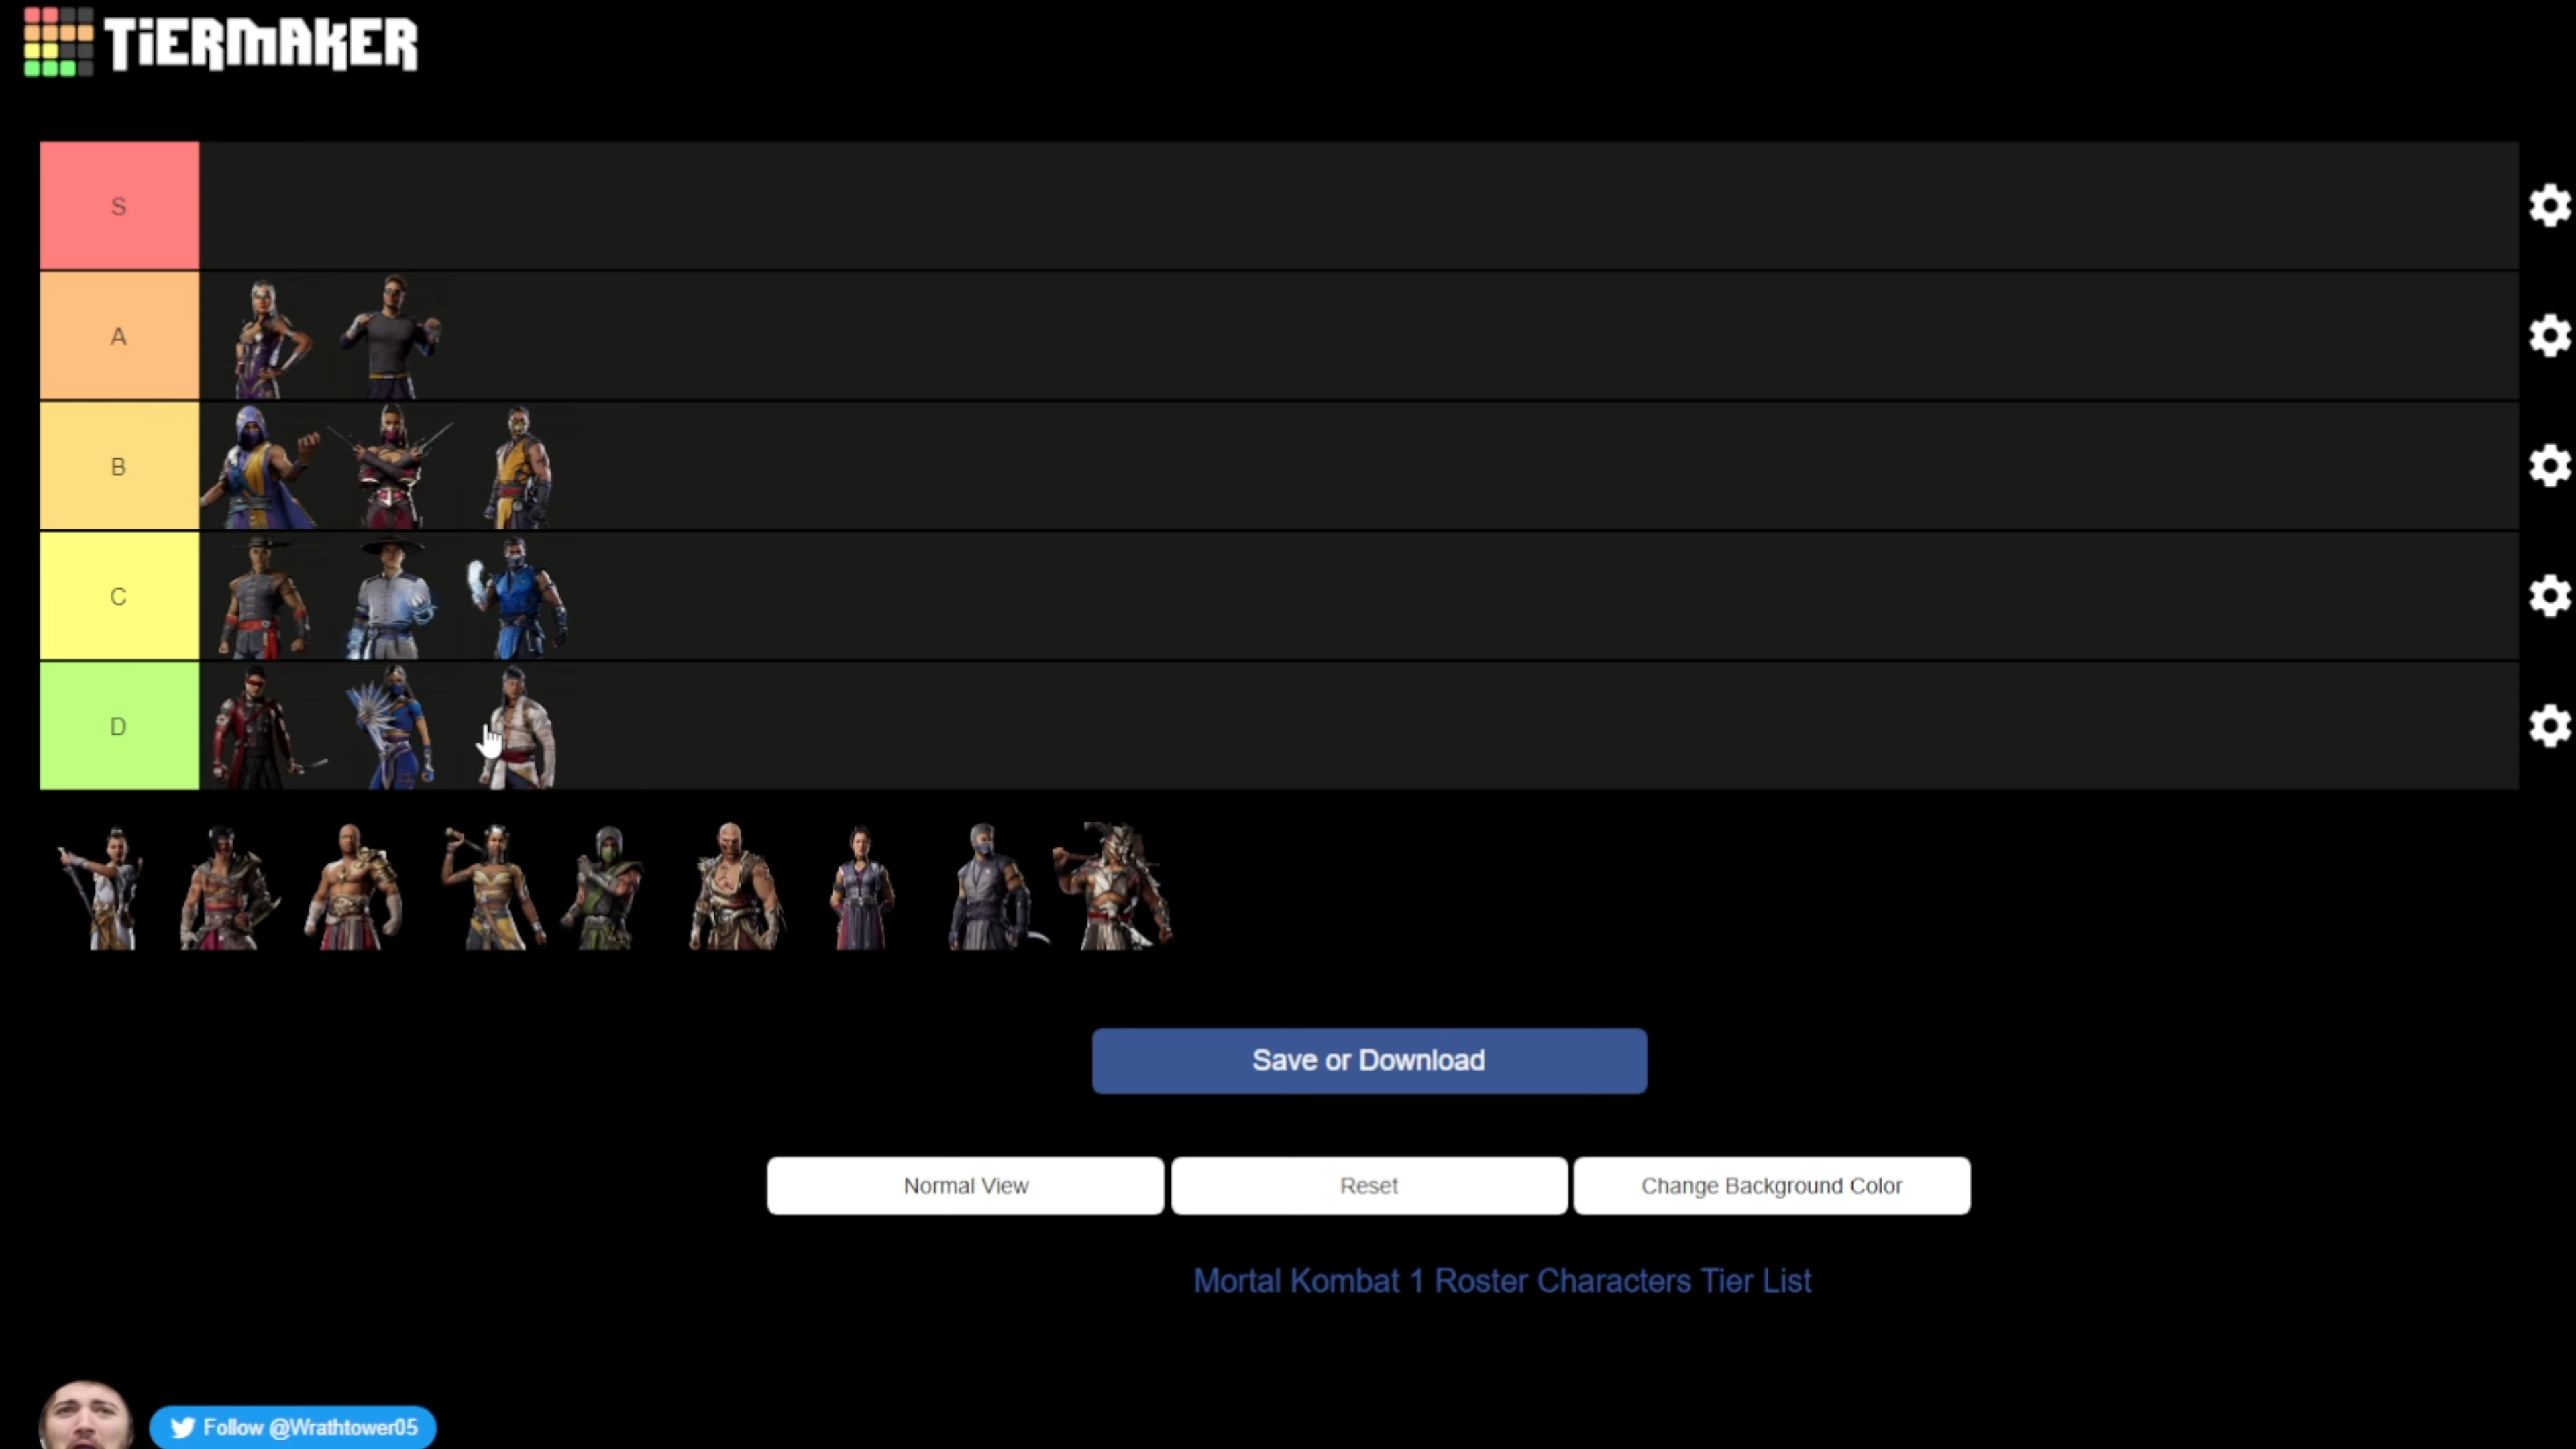 TiERMAKER
S
A
B
C
D
Save or Download
Normal View
Reset
Change Background Color
Mortal Kombat 1 Roster Characters Tier List
Follow @Wrathtower05